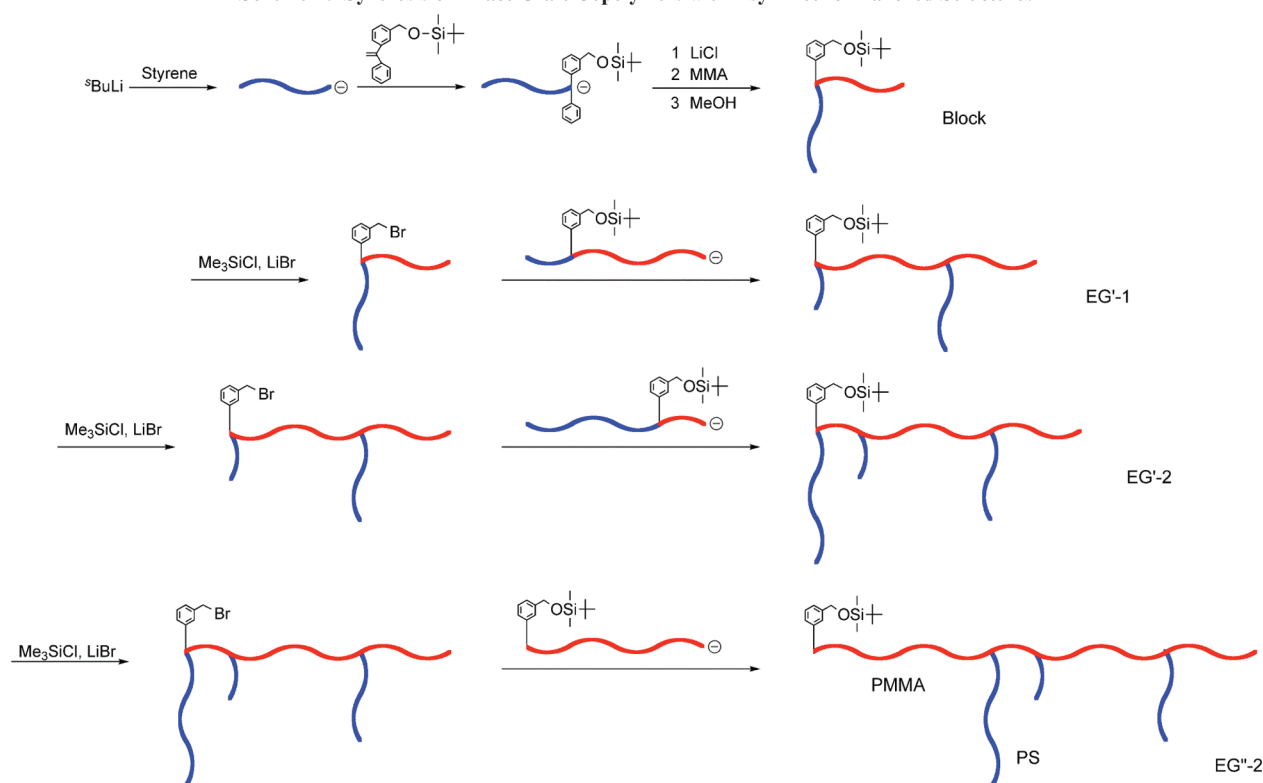 O—Si
Styrene
ˢBuLi
⊖
OSi
⊖
1 LiCl
2 MMA
3 MeOH
OSi
Block
Br
Me₃SiCl, LiBr
OSi
⊖
OSi
EG'-1
Br
Me₃SiCl, LiBr
OSi
⊖
OSi
EG'-2
Br
Me₃SiCl, LiBr
OSi
⊖
OSi
PMMA
PS
EG"-2